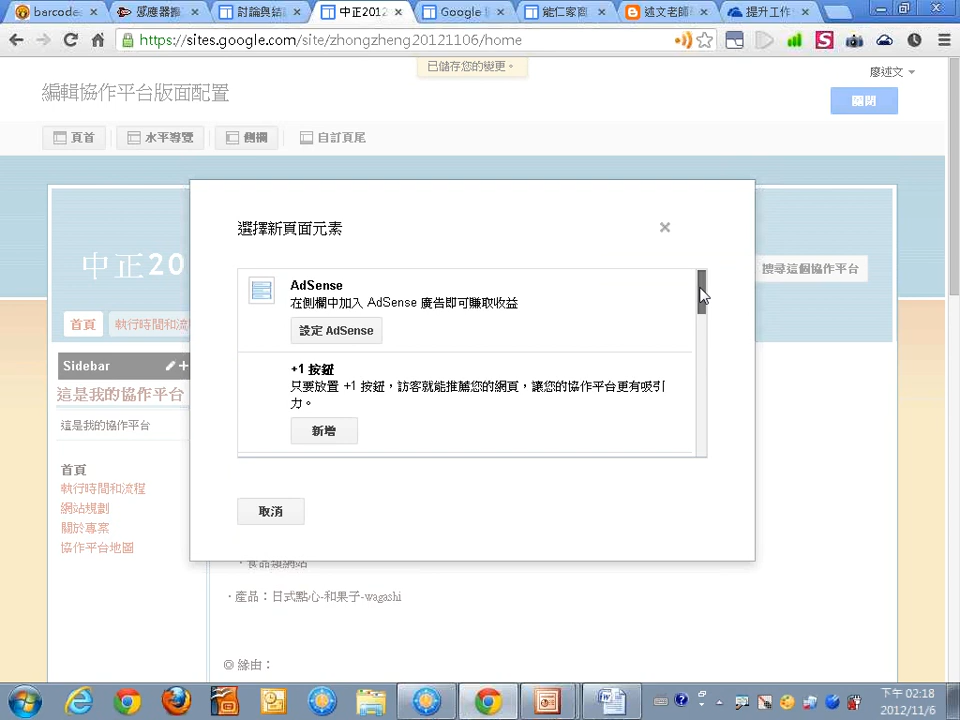 barcode
感應器
討論與結
中正2012
Google
能仁家商
述文老師
提升工作
https://sites.google.com/site/zhongzheng20121106/home
已儲存您的變更。
廖述文
編輯協作平台版面配置
關閉
頁首
水平導覽
側欄
自訂頁尾
選擇新頁面元素
AdSense
在側欄中加入 AdSense 廣告即可賺取收益
設定 AdSense
+1 按鈕
只要放置 +1 按鈕，訪客就能推薦您的網頁，讓您的協作平台更有吸引
力。
新增
取消
中正20
搜尋這個協作平台
首頁
執行時間和流
Sidebar
這是我的協作平台
這是我的協作平台
首頁
執行時間和流程
網站規劃
關於專案
協作平台地圖
・食品類網站
・產品：日式點心-和果子-wagashi
◎ 緣由：
下午 02:18
2012/11/6